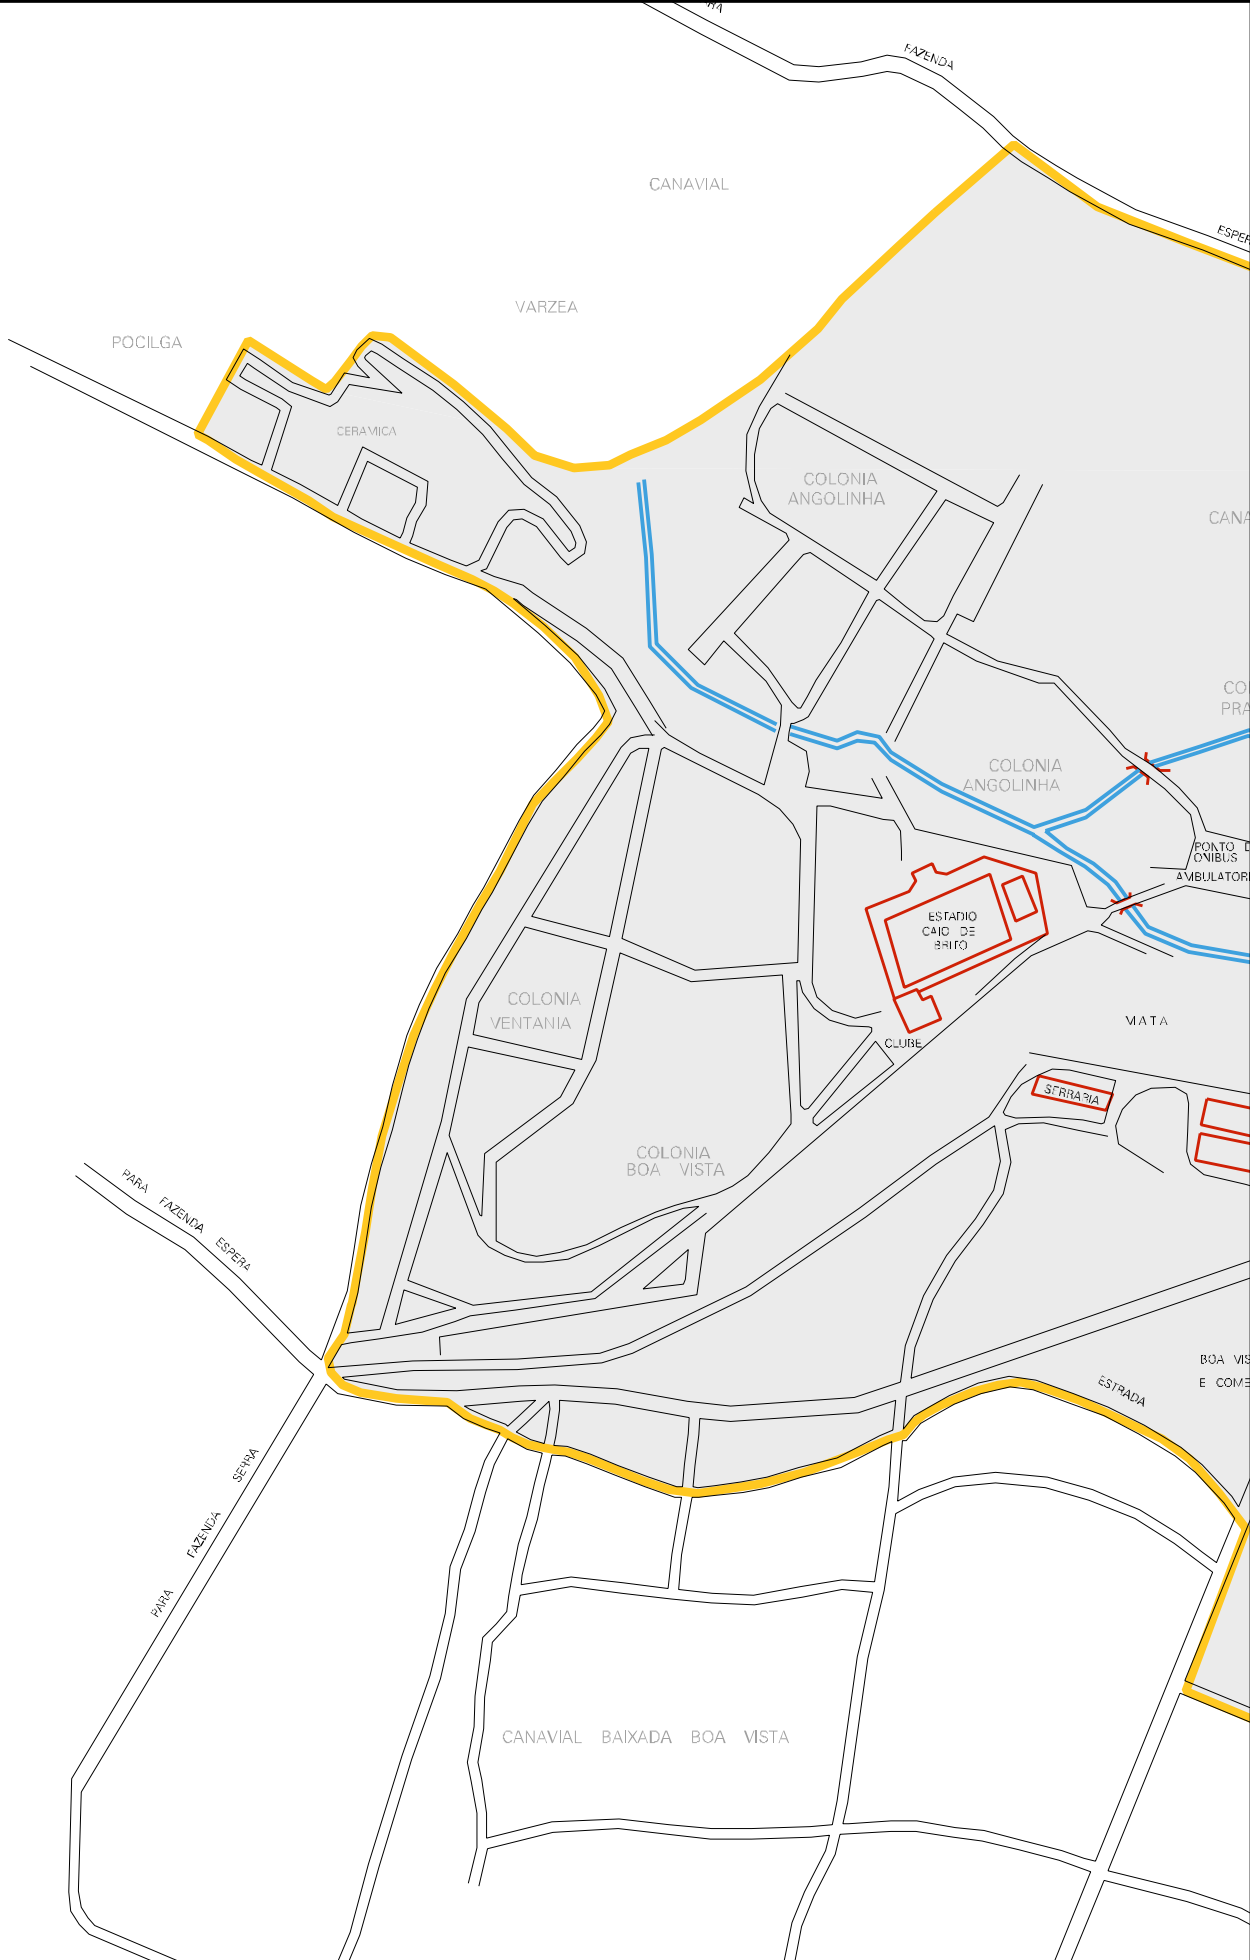 FAZENDA
CANAVIAL
VARZEA
POCILGA
CERAMICA
COLONIA
ANGOLINHA
COLONIA
ANGOLINHA
PONTO
ONIBUS
ESTADIO
CAIO DE
BRITO
COLONIA
VENTANIA
MATA
CLUBE
SERRARIA
COLONIA
BOA VISTA
PARA FAZENDA ESPERA
BOA
E
ESTRADA
PARA FAZENDA SERRA
CANAVIAL BAIXADA BOA VISTA